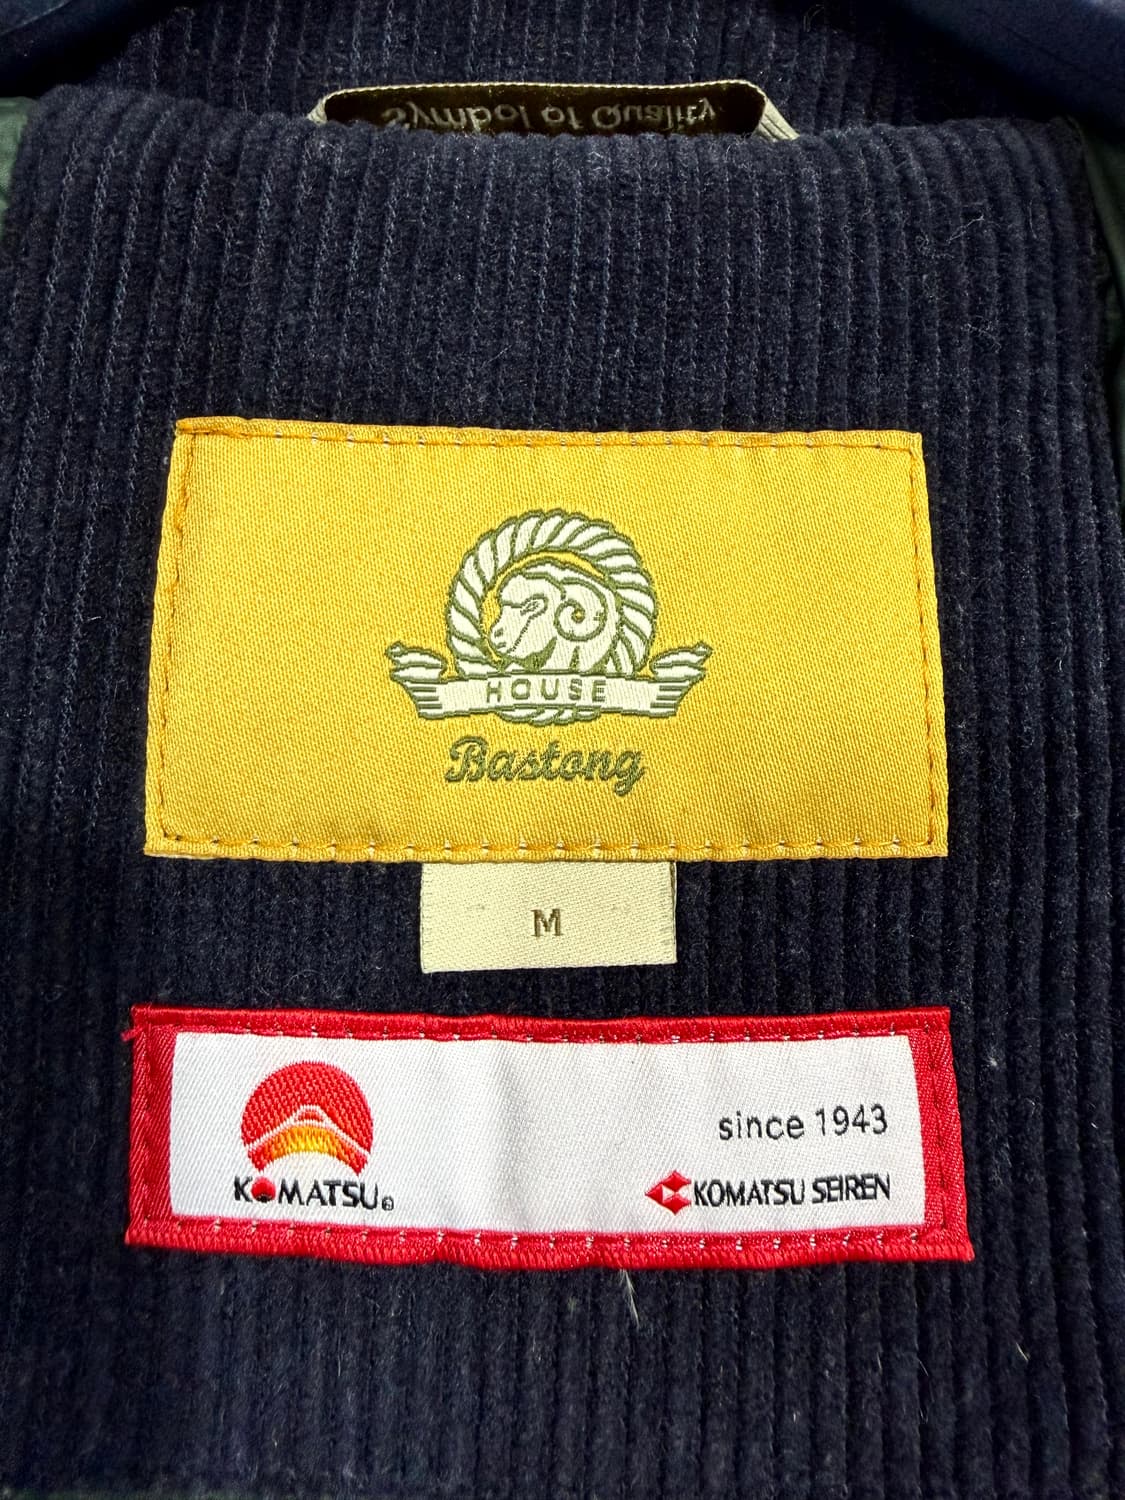 Symbol of Quality
HOUSE
Bastong
M
KOMATSU®
since 1943
KOMATSU SEIREN